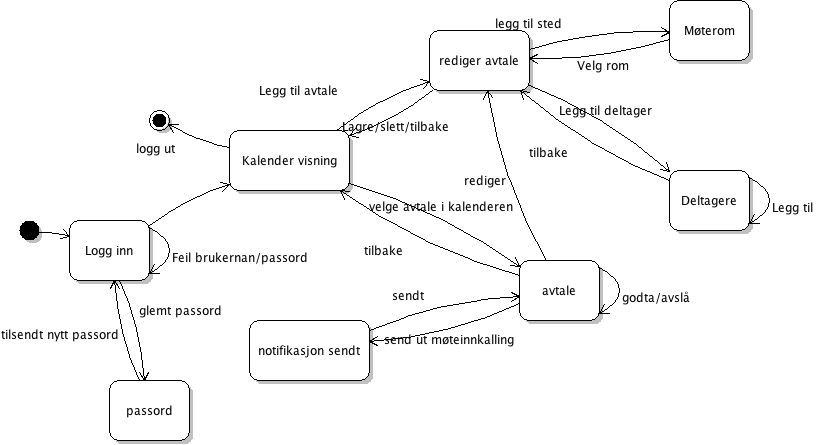 legg til sted
Møterom
rediger avtale
Velg rom
Legg til avtale
Legg til deltager
Lagre/slett/tilbake
logg ut
Kalender visning
tilbake
rediger
Deltagere
velge avtale i kalenderen
Legg til
Logg inn
Feil brukernan/passord
tilbake
avtale
sendt
godta/avslå
glemt passord
tilsendt nytt passord
send ut møteinnkalling
notifikasjon sendt
passord